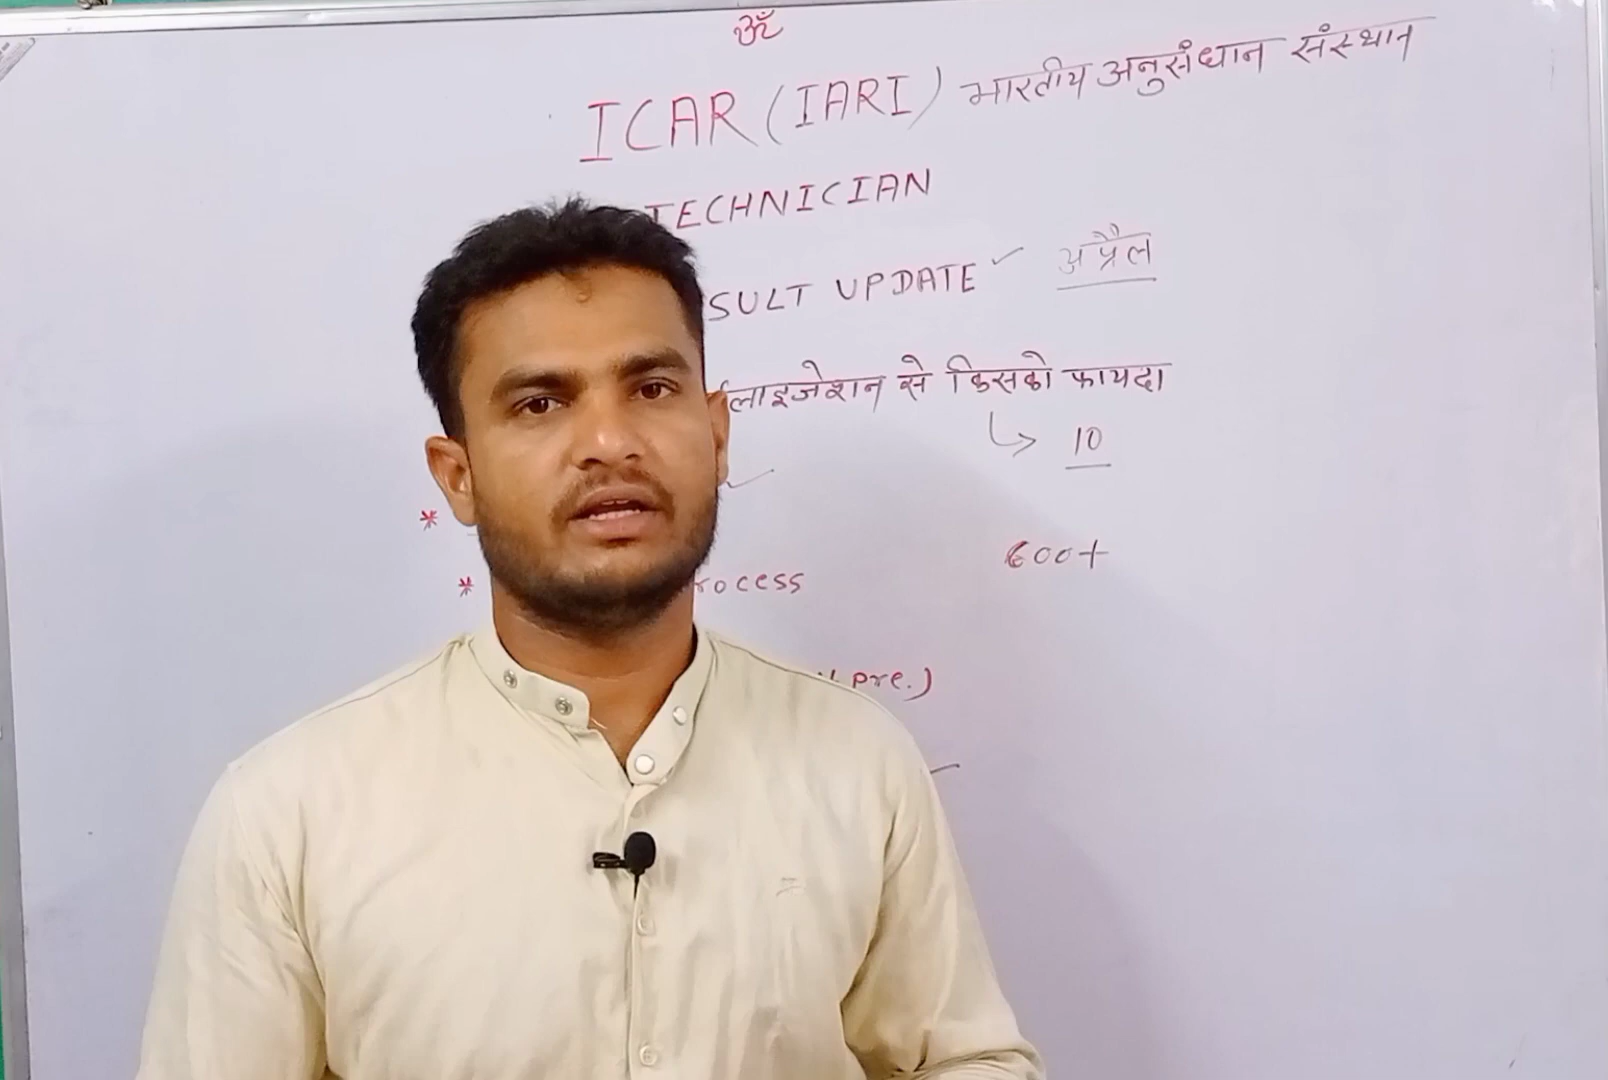 ॐ
ICAR (IARI) भारतीय अनुसंधान संस्थान
TECHNICIAN
SULT UPDATE ✓ अप्रैल
लाइजेशन से किसको फायदा
↳ 10
*
600+
* rocess
pre.)